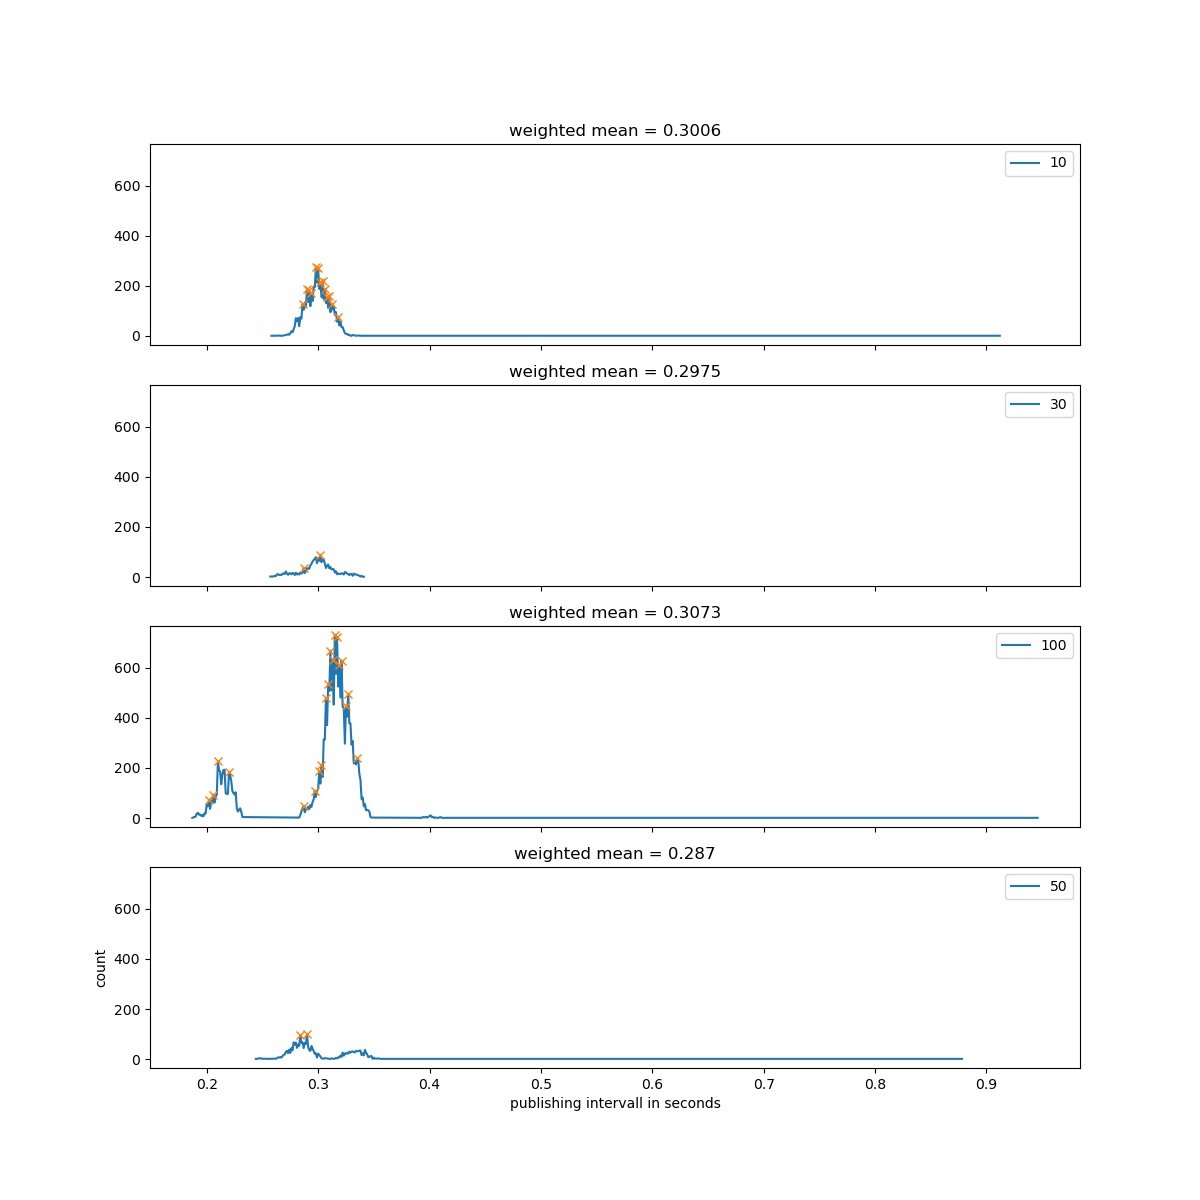 weighted mean = 0.3006
10
600
400
200
0
weighted mean = 0.2975
30
600
400
200
0
weighted mean = 0.3073
100
600
400
200
0
weighted mean = 0.287
50
600
400
200
0
count
0.2 0.3 0.4 0.5 0.6 0.7 0.8 0.9
publishing intervall in seconds